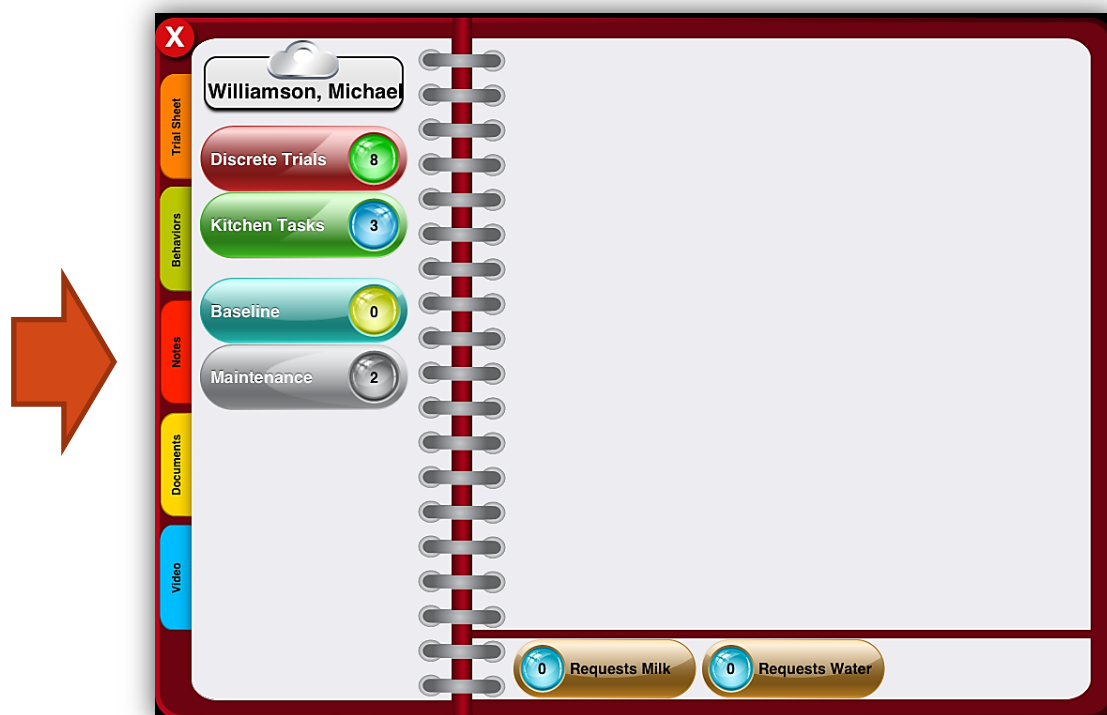 X
Williamson, Michael
Trial Sheet
Behaviors
Notes
Documents
Video
Discrete Trials 8
Kitchen Tasks 3
Baseline 0
Maintenance 2
0 Requests Milk
0 Requests Water